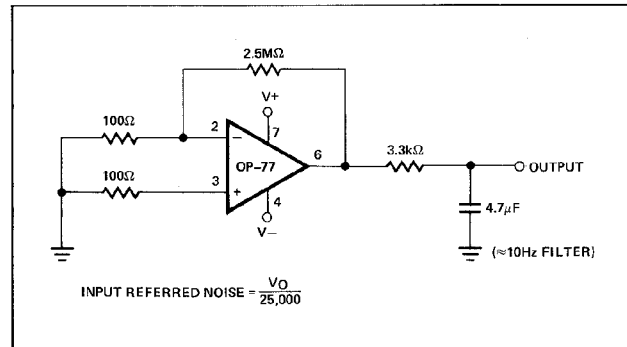 2.5MΩ
V+
100Ω
2
−
7
OP-77
6
3.3kΩ
OUTPUT
100Ω
3
+
4
4.7μF
V−
(≈10Hz FILTER)
INPUT REFERRED NOISE = VO
25,000